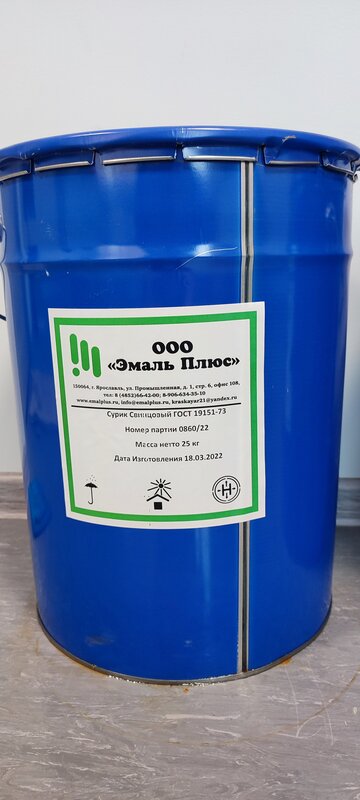 ООО
«Эмаль Плюс»
150064, г. Ярославль, ул. Промышленная, д. 1, стр. 6, офис 108,
тел: 8 (4852)66-42-00; 8-906-634-35-10
www.emalplus.ru, info@emalplus.ru, kraskayar21@yandex.ru
Сурик Свинцовый ГОСТ 19151-73
Номер партии 0860/22
Масса нетто 25 кг
Дата Изготовления 18.03.2022